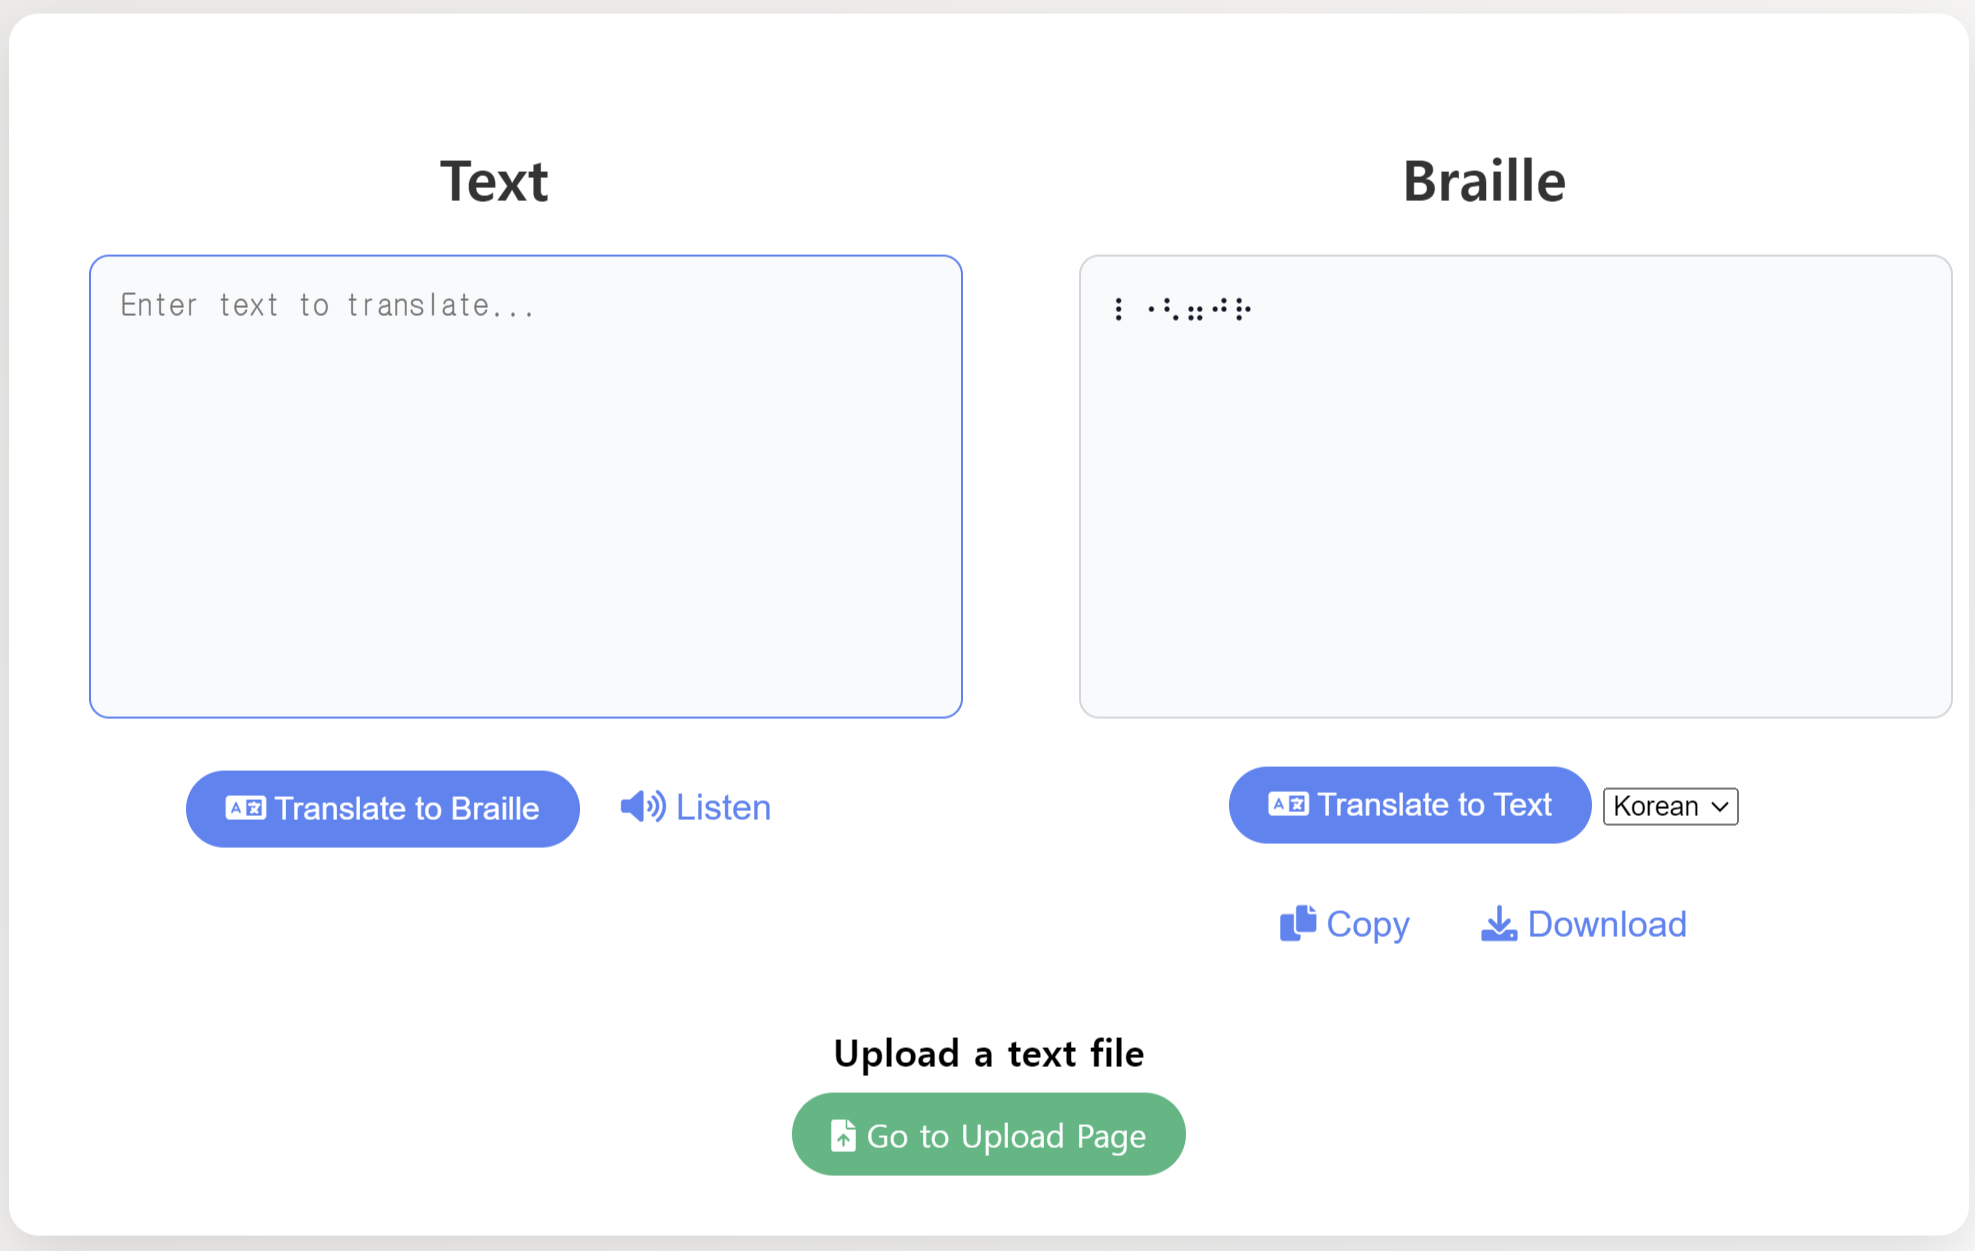 Text
Braille
Enter text to translate...
⠇⠐⠣⠶⠚⠗
Translate to Braille
Listen
Translate to Text
Korean
Copy
Download
Upload a text file
Go to Upload Page